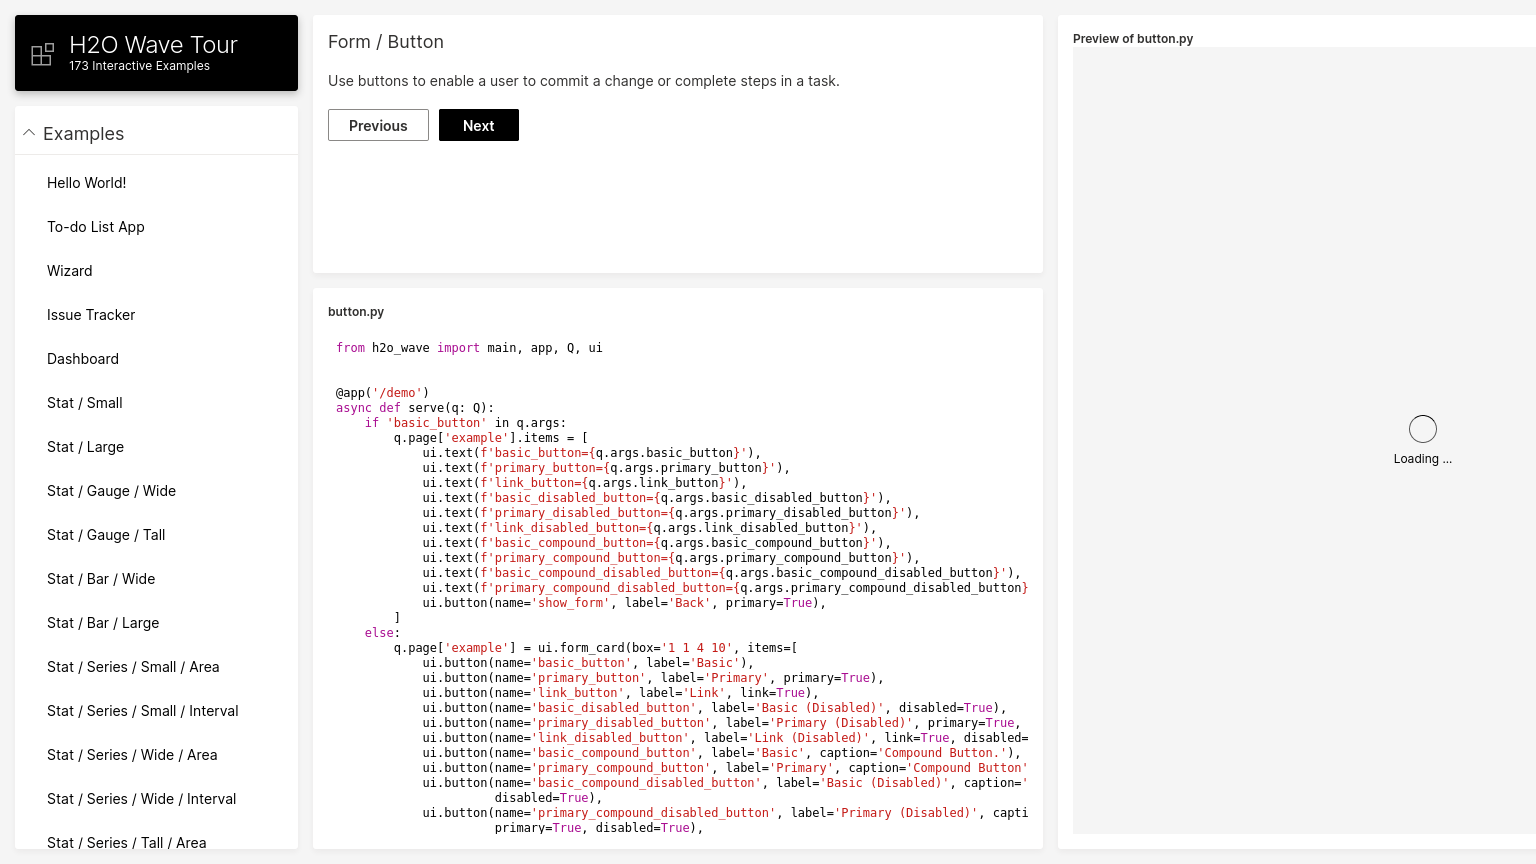 H2O Wave Tour
173 Interactive Examples
Examples
Hello World!
To-do List App
Wizard
Issue Tracker
Dashboard
Stat / Small
Stat / Large
Stat / Gauge / Wide
Stat / Gauge / Tall
Stat / Bar / Wide
Stat / Bar / Large
Stat / Series / Small / Area
Stat / Series / Small / Interval
Stat / Series / Wide / Area
Stat / Series / Wide / Interval
Stat / Series / Tall / Area
Form / Button
Use buttons to enable a user to commit a change or complete steps in a task.
Previous
Next
button.py
from h2o_wave import main, app, Q, ui
@app('/demo')
async def serve(q: Q):
    if 'basic_button' in q.args:
        q.page['example'].items = [
            ui.text(f'basic_button={q.args.basic_button}'),
            ui.text(f'primary_button={q.args.primary_button}'),
            ui.text(f'link_button={q.args.link_button}'),
            ui.text(f'basic_disabled_button={q.args.basic_disabled_button}'),
            ui.text(f'primary_disabled_button={q.args.primary_disabled_button}'),
            ui.text(f'link_disabled_button={q.args.link_disabled_button}'),
            ui.text(f'basic_compound_button={q.args.basic_compound_button}'),
            ui.text(f'primary_compound_button={q.args.primary_compound_button}'),
            ui.text(f'basic_compound_disabled_button={q.args.basic_compound_disabled_button}'),
            ui.text(f'primary_compound_disabled_button={q.args.primary_compound_disabled_button}
            ui.button(name='show_form', label='Back', primary=True),
        ]
    else:
        q.page['example'] = ui.form_card(box='1 1 4 10', items=[
            ui.button(name='basic_button', label='Basic'),
            ui.button(name='primary_button', label='Primary', primary=True),
            ui.button(name='link_button', label='Link', link=True),
            ui.button(name='basic_disabled_button', label='Basic (Disabled)', disabled=True),
            ui.button(name='primary_disabled_button', label='Primary (Disabled)', primary=True,
            ui.button(name='link_disabled_button', label='Link (Disabled)', link=True, disabled=
            ui.button(name='basic_compound_button', label='Basic', caption='Compound Button.'),
            ui.button(name='primary_compound_button', label='Primary', caption='Compound Button'
            ui.button(name='basic_compound_disabled_button', label='Basic (Disabled)', caption='
                      disabled=True),
            ui.button(name='primary_compound_disabled_button', label='Primary (Disabled)', capti
                      primary=True, disabled=True),
Preview of button.py
Loading ...